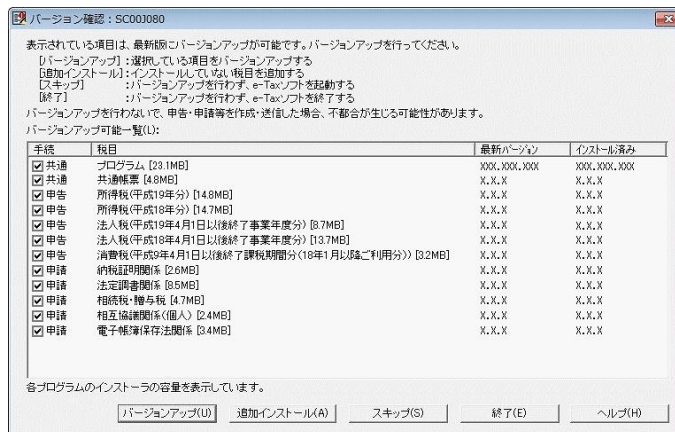 バージョン確認：SC00J080
表示されている項目は、最新版にバージョンアップが可能です。バージョンアップを行ってください。
[バージョンアップ]：選択している項目をバージョンアップする
[追加インストール]：インストールしていない税目を追加する
[スキップ]　：バージョンアップを行わず、e-Taxソフトを起動する
[終了]　：バージョンアップを行わず、e-Taxソフトを終了する
バージョンアップを行わないで、申告・申請等を作成・送信した場合、不都合が生じる可能性があります。
バージョンアップ可能一覧(L)：
手続　税目　最新バージョン　インストール済み
共通　プログラム [23.1MB]　XXX.XXX.XXX　XXX.XXX.XXX
共通　共通帳票 [4.8MB]　X.X.X　X.X.X
申告　所得税(平成19年分) [14.8MB]　X.X.X　X.X.X
申告　所得税(平成18年分) [14.7MB]　X.X.X　X.X.X
申告　法人税(平成19年4月1日以後終了事業年度分) [8.7MB]　X.X.X　X.X.X
申告　法人税(平成18年4月1日以後終了事業年度分) [13.7MB]　X.X.X　X.X.X
申告　消費税(平成9年4月1日以後終了課税期間分(18年1月以降ご利用分)) [3.2MB]　X.X.X　X.X.X
申請　納税証明関係 [2.6MB]　X.X.X　X.X.X
申請　法定調書関係 [8.5MB]　X.X.X　X.X.X
申請　相続税・贈与税 [4.7MB]　X.X.X　X.X.X
申請　相互協議関係(個人) [2.4MB]　X.X.X　X.X.X
申請　電子帳簿保存法関係 [3.4MB]　X.X.X　X.X.X
各プログラムのインストーラの容量を表示しています。
バージョンアップ(U)　追加インストール(A)　スキップ(S)　終了(E)　ヘルプ(H)